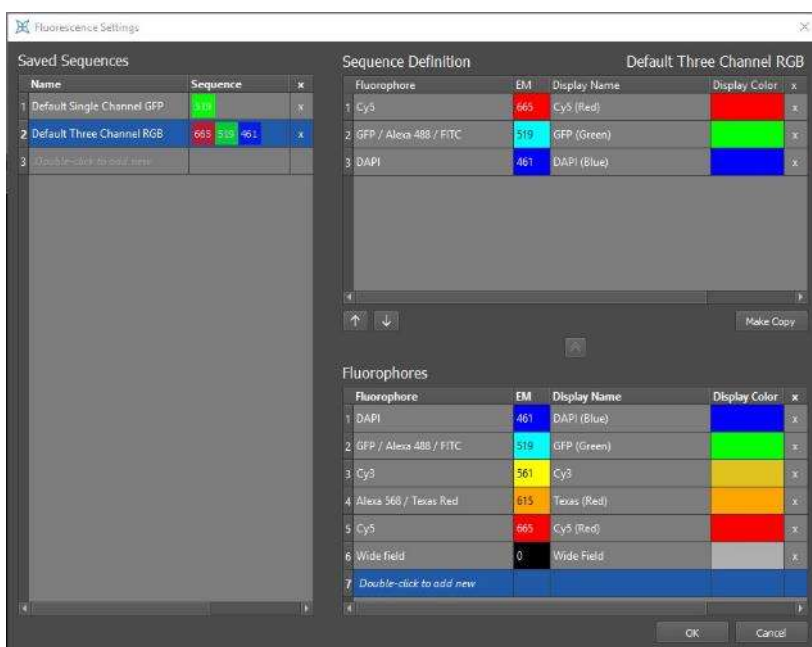 Fluorescence Settings
Saved Sequences
Name Sequence x
1 Default Single Channel GFP 519 x
2 Default Three Channel RGB 665 519 461 x
3 Double-click to add new
Sequence Definition Default Three Channel RGB
Fluorophore EM Display Name Display Color x
1 Cy5 665 Cy5 (Red) x
2 GFP / Alexa 488 / FITC 519 GFP (Green) x
3 DAPI 461 DAPI (Blue) x
Make Copy
Fluorophores
Fluorophore EM Display Name Display Color x
1 DAPI 461 DAPI (Blue) x
2 GFP / Alexa 488 / FITC 519 GFP (Green) x
3 Cy3 561 Cy3 x
4 Alexa 568 / Texas Red 615 Texas (Red) x
5 Cy5 665 Cy5 (Red) x
6 Wide field 0 Wide Field x
7 Double-click to add new
OK Cancel